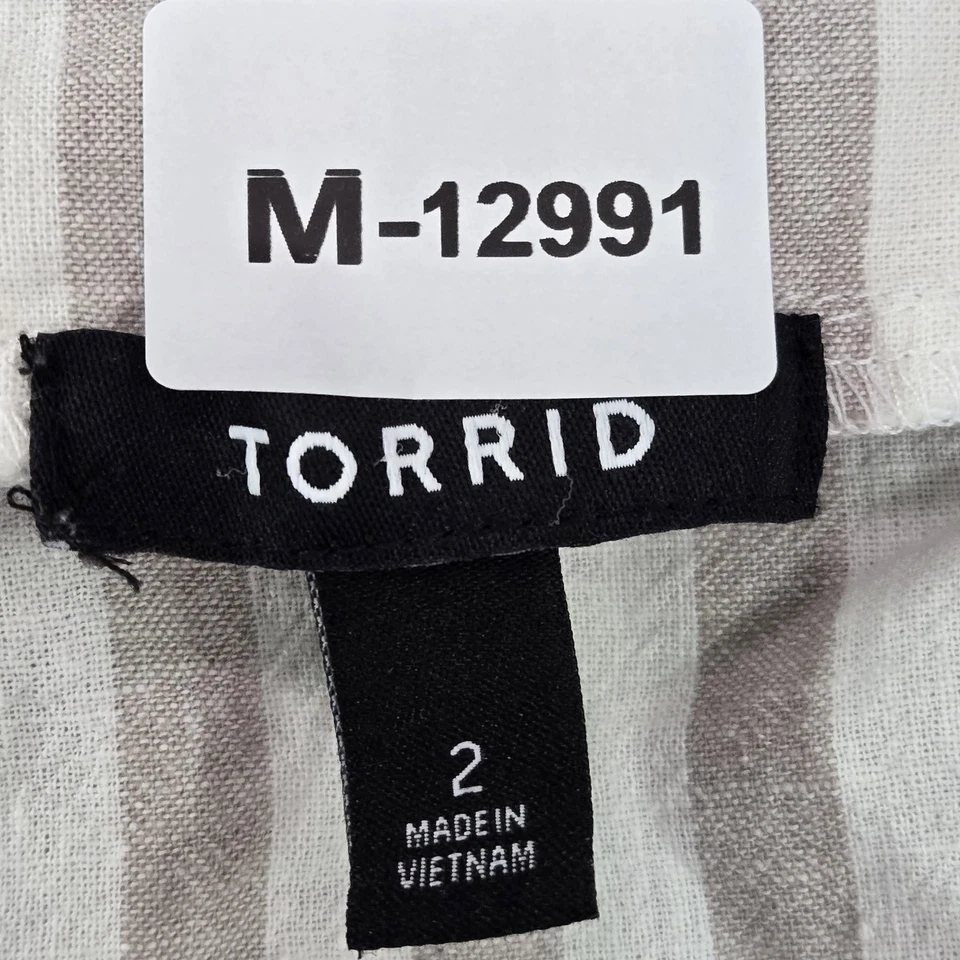 M-12991
TORRID
2
MADE IN
VIETNAM